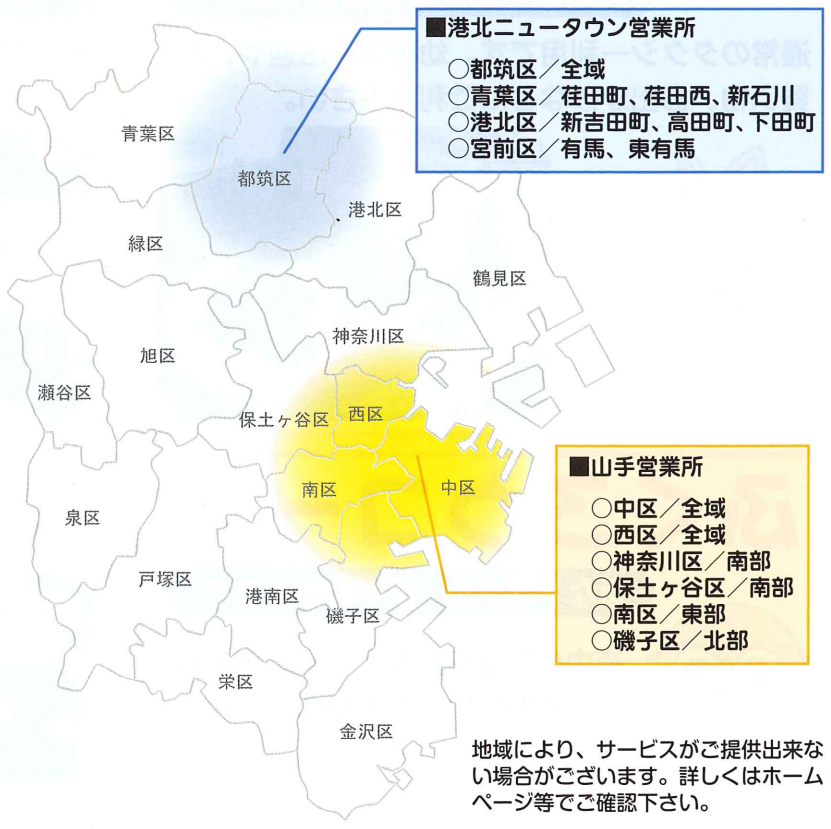 ■港北ニュータウン営業所
○都筑区／全域
○青葉区／荏田町、荏田西、新石川
○港北区／新吉田町、高田町、下田町
○宮前区／有馬、東有馬
青葉区
都筑区
港北区
緑区
鶴見区
神奈川区
旭区
瀬谷区
保土ヶ谷区
西区
南区
中区
泉区
戸塚区
港南区
磯子区
栄区
金沢区
■山手営業所
○中区／全域
○西区／全域
○神奈川区／南部
○保土ヶ谷区／南部
○南区／東部
○磯子区／北部
地域により、サービスがご提供出来な
い場合がございます。詳しくはホーム
ページ等でご確認下さい。